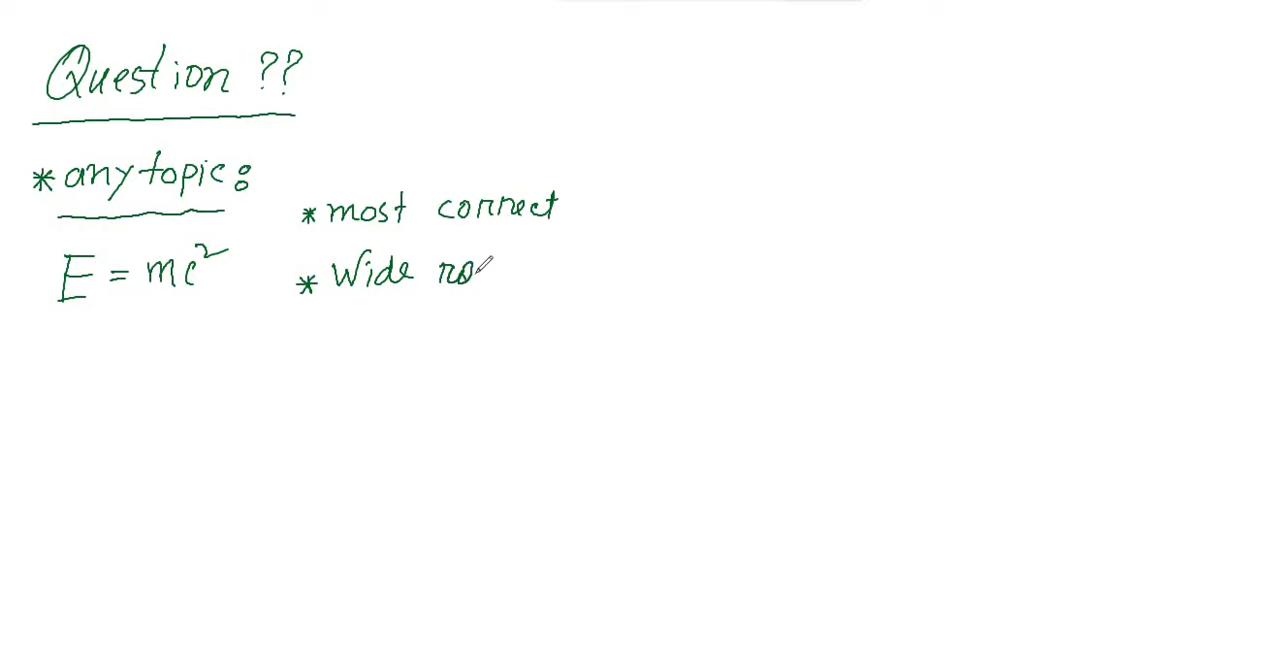 Question ??
* any topic:
* most correct
E = mc²
* Wide